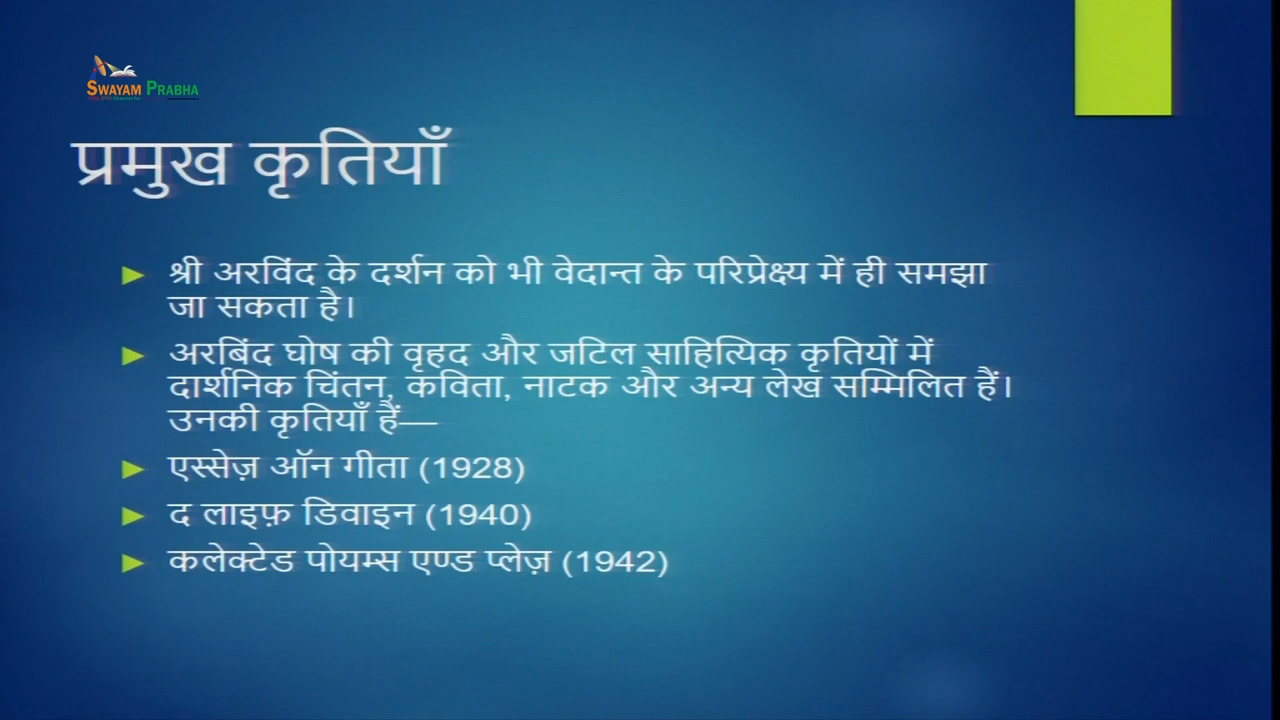 SWAYAM PRABHA
प्रमुख कृतियाँ
श्री अरविंद के दर्शन को भी वेदान्त के परिप्रेक्ष्य में ही समझा
जा सकता है।
अरबिंद घोष की वृहद और जटिल साहित्यिक कृतियों में
दार्शनिक चिंतन, कविता, नाटक और अन्य लेख सम्मिलित हैं।
उनकी कृतियाँ हैं—
एस्सेज़ ऑन गीता (1928)
द लाइफ़ डिवाइन (1940)
कलेक्टेड पोयम्स एण्ड प्लेज़ (1942)